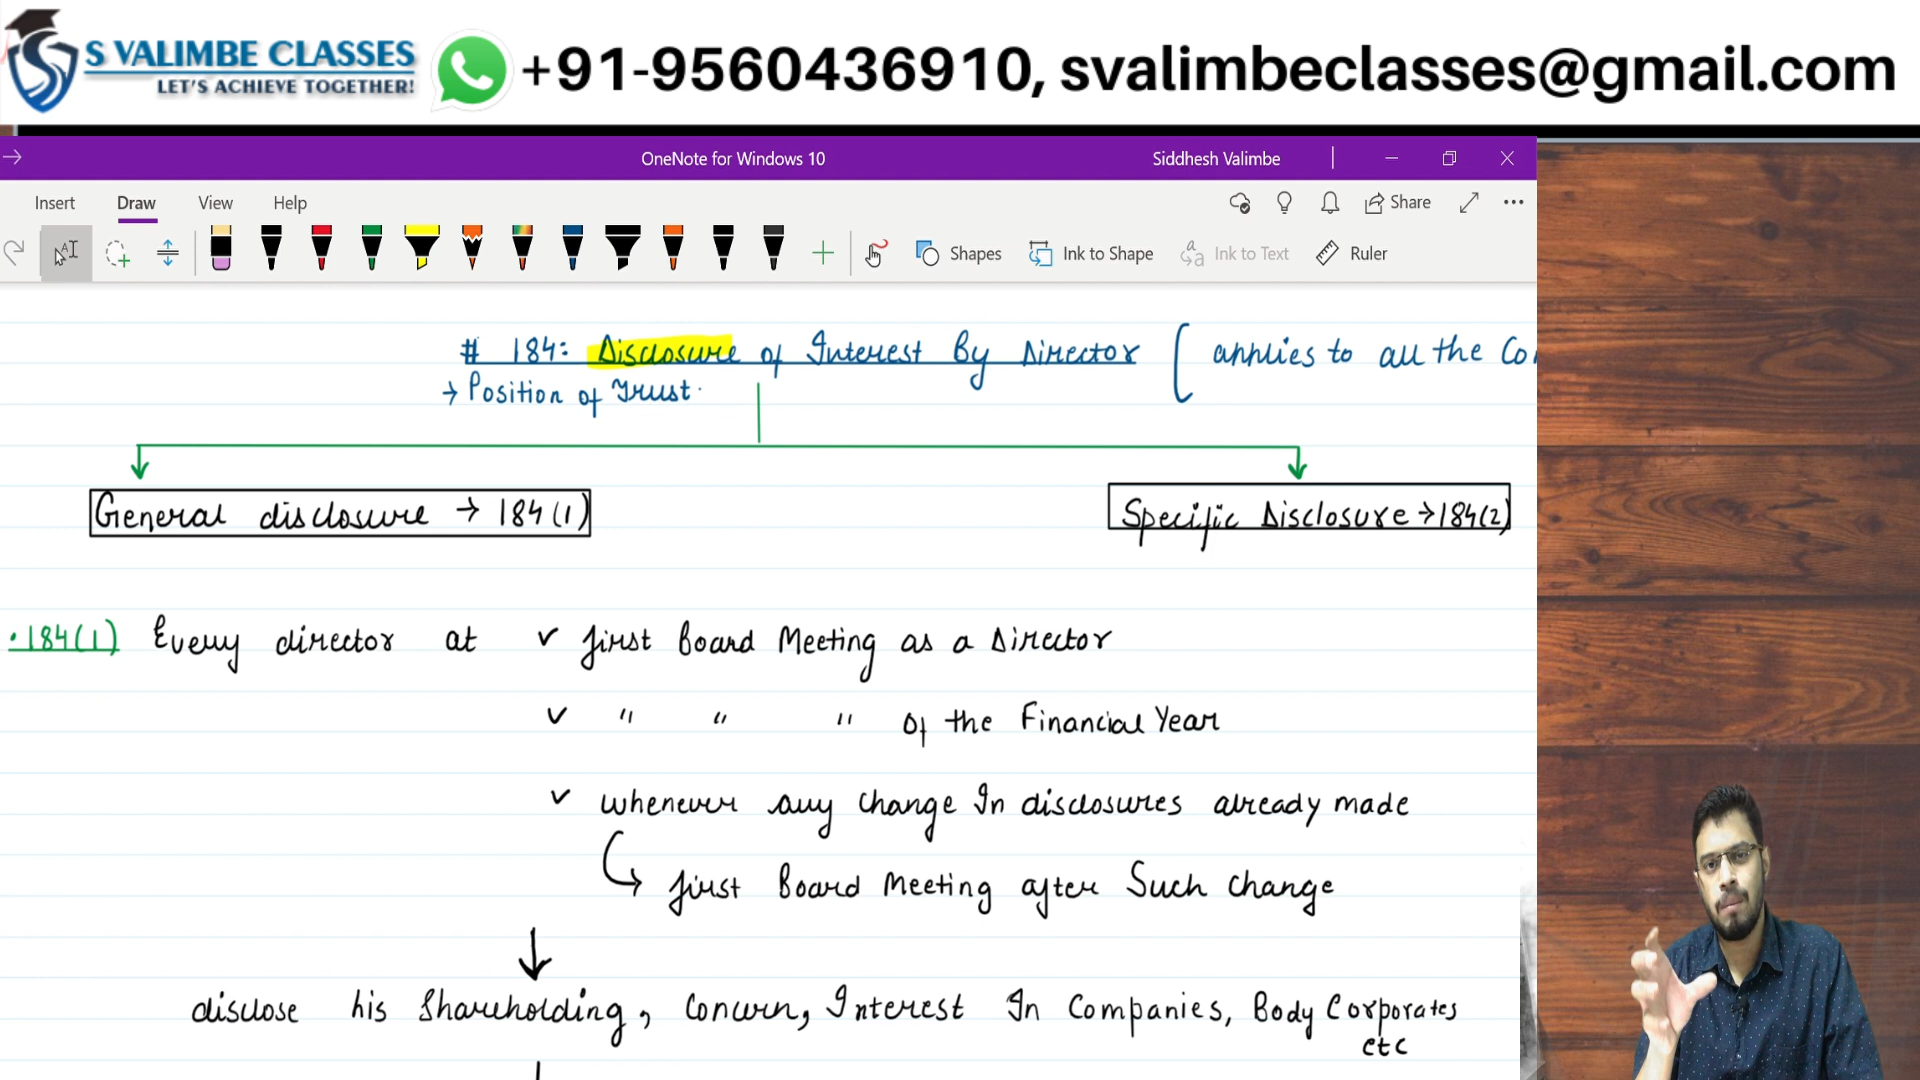 S VALIMBE CLASSES
LET'S ACHIEVE TOGETHER!
+91-9560436910, svalimbeclasses@gmail.com
OneNote for Windows 10
Siddhesh Valimbe
Insert Draw View Help
Share
Shapes Ink to Shape Ink to Text Ruler
# 184: Disclosure of Interest By Director [ applies to all the Co
→ Position of Trust.
General disclosure → 184(1)
Specific Disclosure → 184(2)
•184(1) Every director at ✓ first Board Meeting as a Director
✓ " " " of the Financial Year
✓ whenever any change In disclosures already made
↳ first Board Meeting after Such change
disclose his Shareholding, Concern, Interest In Companies, Body Corporates
etc